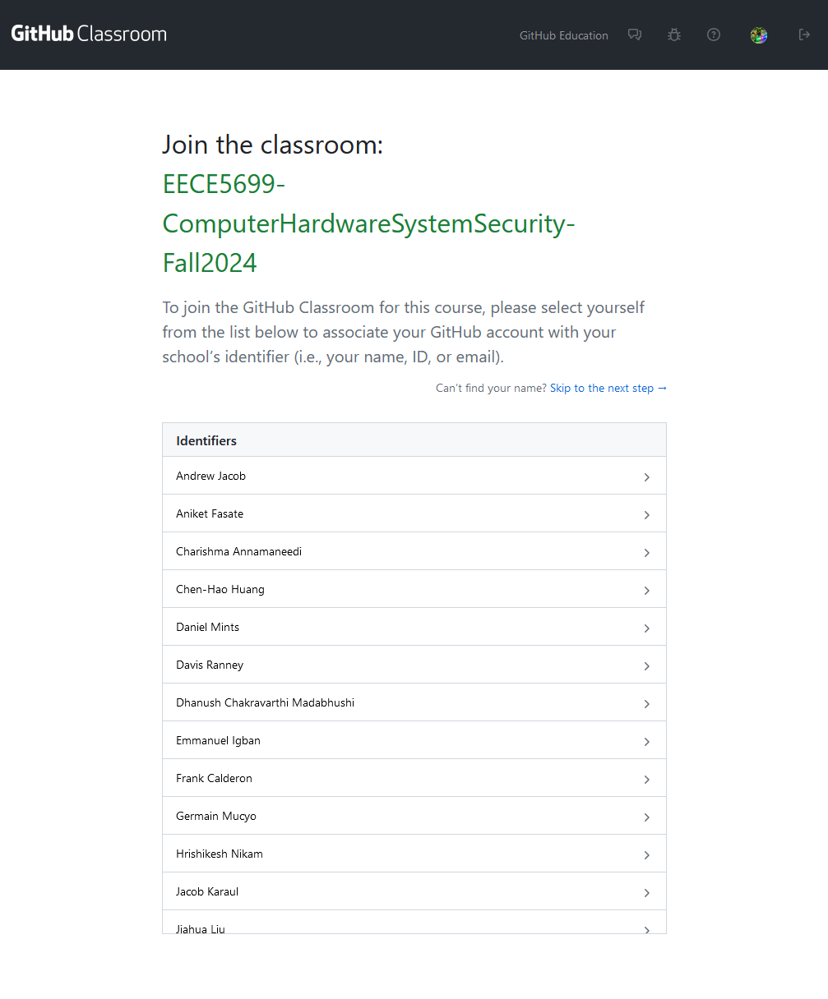 GitHub Classroom
GitHub Education
Join the classroom:
EECE5699-
ComputerHardwareSystemSecurity-
Fall2024
To join the GitHub Classroom for this course, please select yourself
from the list below to associate your GitHub account with your
school’s identifier (i.e., your name, ID, or email).
Can’t find your name? Skip to the next step →
Identifiers
Andrew Jacob
Aniket Fasate
Charishma Annamaneedi
Chen-Hao Huang
Daniel Mints
Davis Ranney
Dhanush Chakravarthi Madabhushi
Emmanuel Igban
Frank Calderon
Germain Mucyo
Hrishikesh Nikam
Jacob Karaul
Jiahua Liu